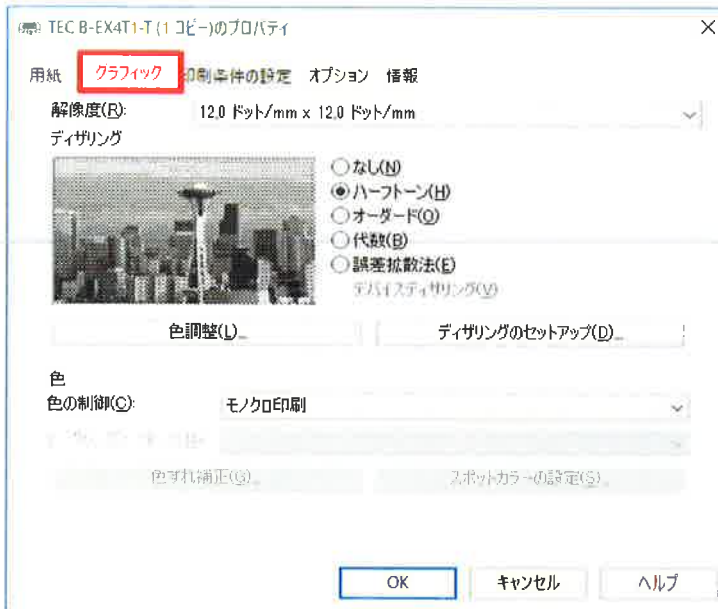 TEC B-EX4T1-T (1 コピー)のプロパティ
用紙 グラフィック 印刷条件の設定 オプション 情報
解像度(R): 12.0 ドット/mm x 12.0 ドット/mm
ディザリング
なし(N)
ハーフトーン(H)
オーダード(O)
代数(B)
誤差拡散法(E)
デバイスディザリング(V)
色調整(L)... ディザリングのセットアップ(D)...
色
色の制御(C): モノクロ印刷
色ずれ補正(G)... スポットカラーの設定(S)...
OK キャンセル ヘルプ